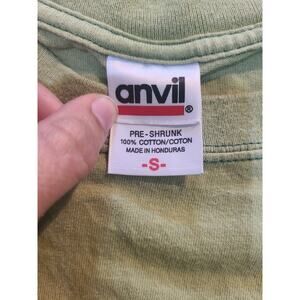 anvil
®
PRE-SHRUNK
100% COTTON/COTON
MADE IN HONDURAS
-S-